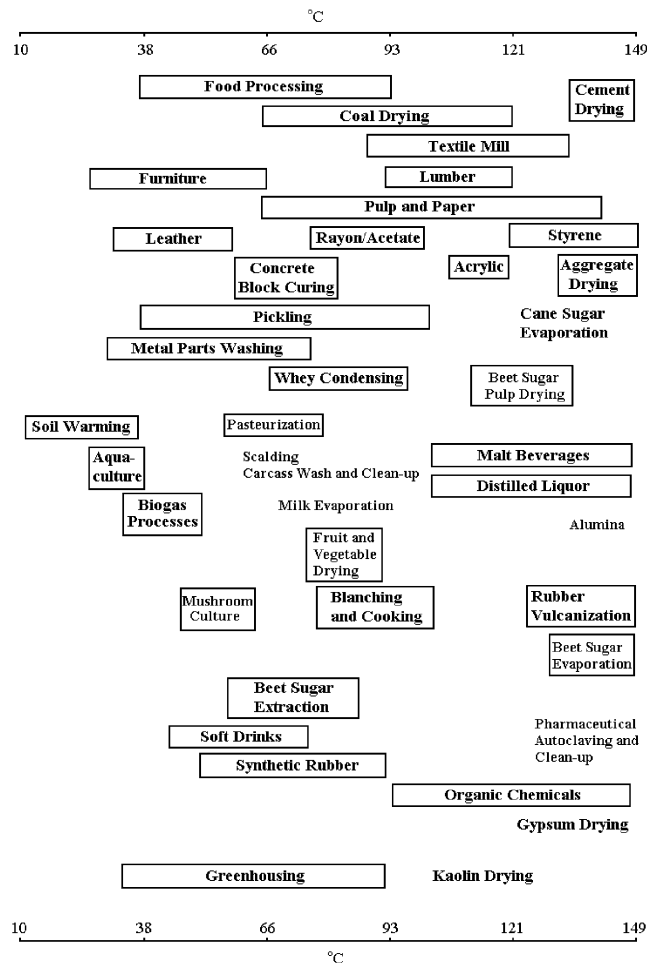 °C
10 38 66 93 121 149
Food Processing
Cement
Drying
Coal Drying
Textile Mill
Furniture
Lumber
Pulp and Paper
Leather
Rayon/Acetate
Styrene
Concrete
Block Curing
Acrylic
Aggregate
Drying
Pickling
Cane Sugar
Evaporation
Metal Parts Washing
Whey Condensing
Beet Sugar
Pulp Drying
Soil Warming
Pasteurization
Aqua-
culture
Scalding
Carcass Wash and Clean-up
Malt Beverages
Distilled Liquor
Biogas
Processes
Milk Evaporation
Alumina
Fruit and
Vegetable
Drying
Mushroom
Culture
Blanching
and Cooking
Rubber
Vulcanization
Beet Sugar
Evaporation
Beet Sugar
Extraction
Soft Drinks
Pharmaceutical
Autoclaving and
Clean-up
Synthetic Rubber
Organic Chemicals
Gypsum Drying
Greenhousing
Kaolin Drying
10 38 66 93 121 149
°C